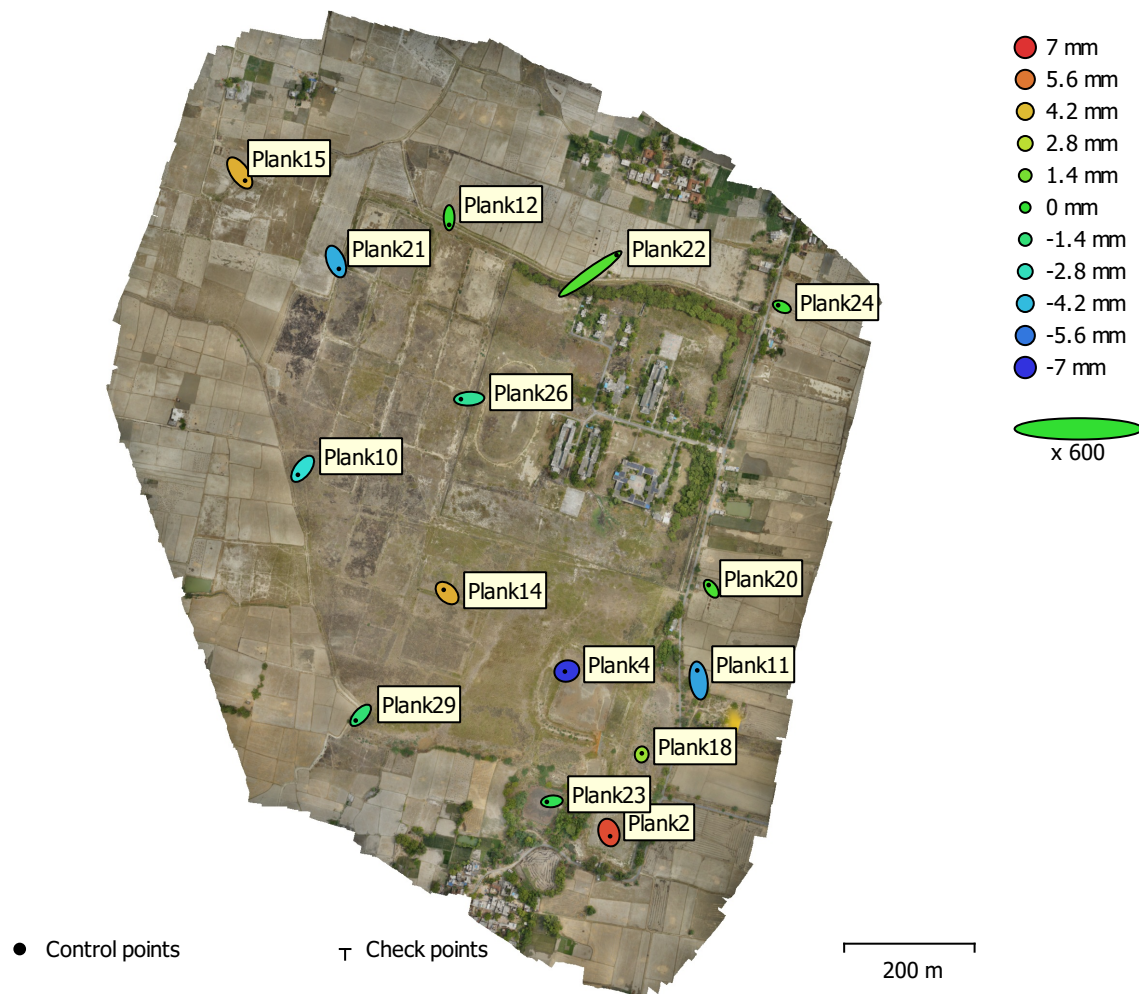 7 mm
5.6 mm
4.2 mm
2.8 mm
1.4 mm
0 mm
-1.4 mm
-2.8 mm
-4.2 mm
-5.6 mm
-7 mm
x 600
Plank15
Plank12
Plank21
Plank22
Plank24
Plank26
Plank10
Plank20
Plank14
Plank4
Plank11
Plank29
Plank18
Plank23
Plank2
Control points
Check points
200 m